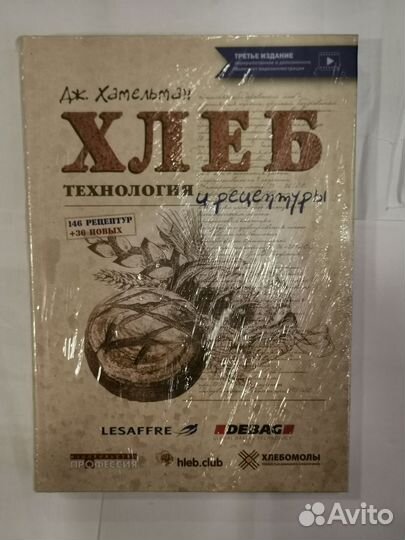 ТРЕТЬЕ ИЗДАНИЕ
Дж. Хамельман
ХЛЕБ
ТЕХНОЛОГИЯ
и рецептуры
146 РЕЦЕПТУР
+36 НОВЫХ
LESAFFRE
DEBAG
ПРОФЕССИЯ
hleb.club
ХЛЕБОМОЛЫ
Avito